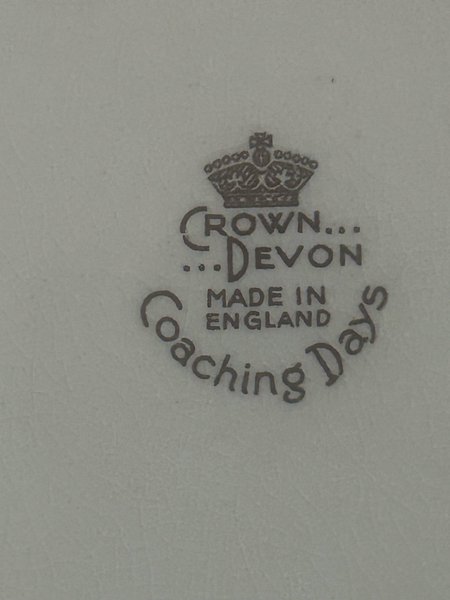 CROWN...
...DEVON
MADE IN
ENGLAND
Coaching Days